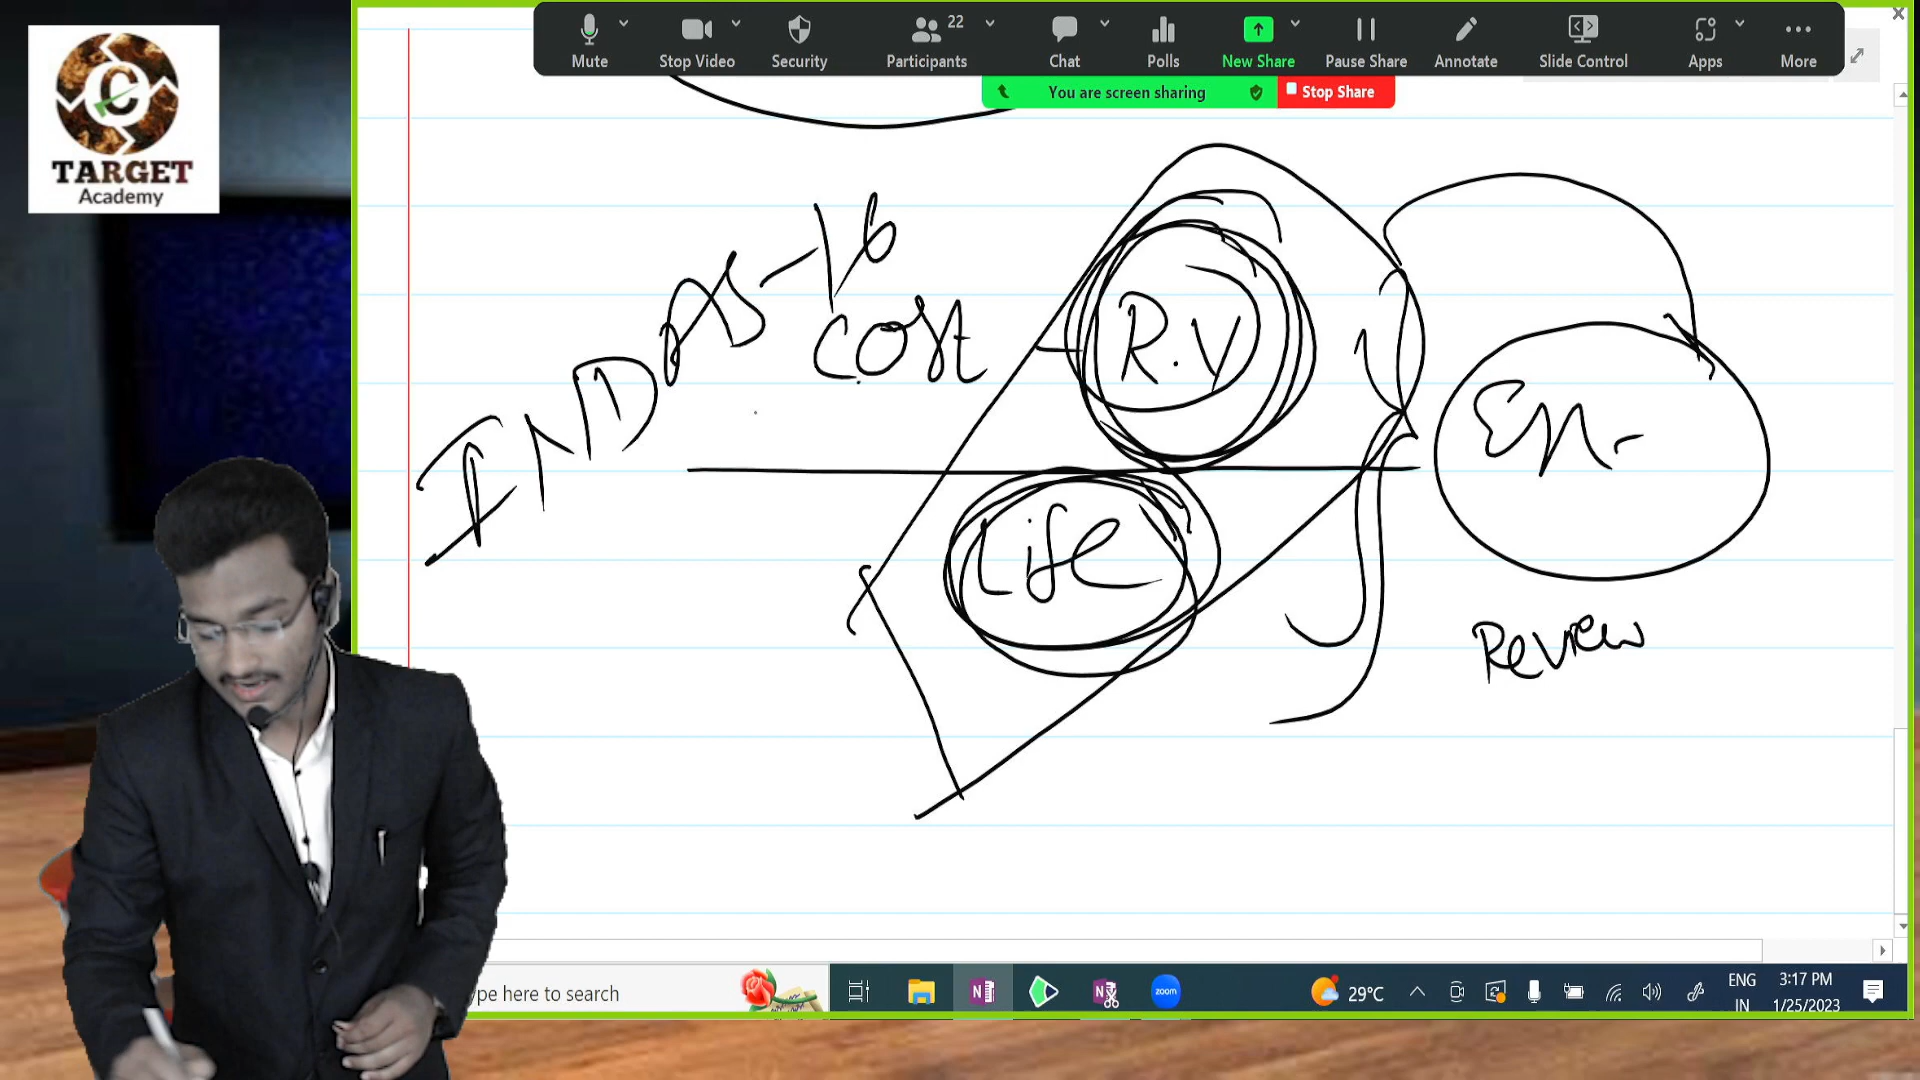 22
Mute
Stop Video
Security
Participants
Chat
Polls
New Share
Pause Share
Annotate
Slide Control
Apps
More
You are screen sharing
Stop Share
C
TARGET
Academy
IND AS-16
Cost
R.V
Life
Review
pe here to search
zoom
29°C
ENG
IN
3:17 PM
1/25/2023